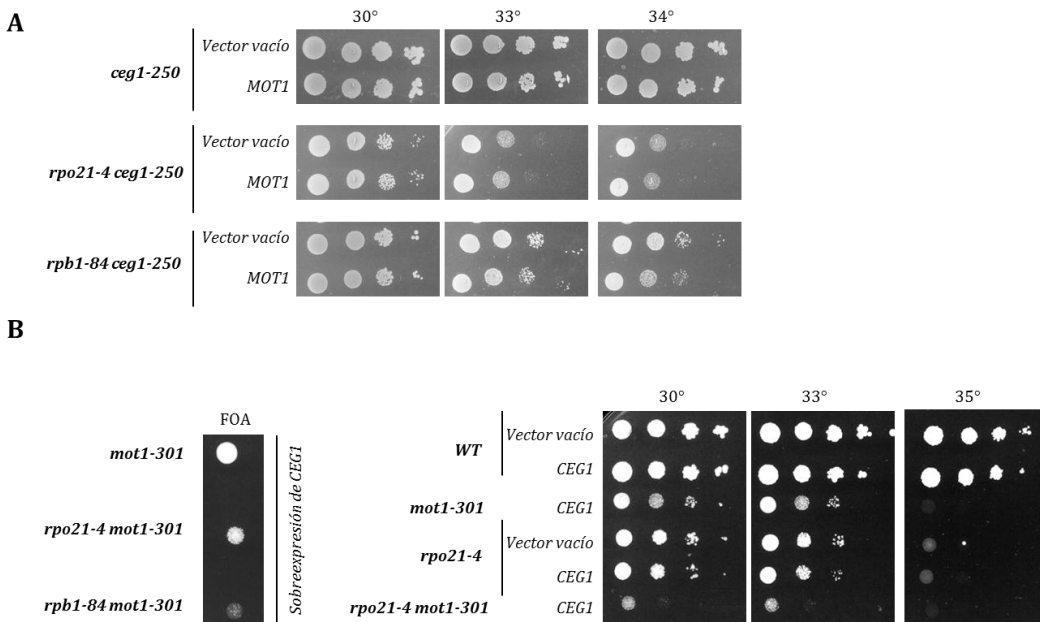 A
30°
33°
34°
ceg1-250
Vector vacío
MOT1
rpo21-4 ceg1-250
Vector vacío
MOT1
rpb1-84 ceg1-250
Vector vacío
MOT1
B
FOA
mot1-301
rpo21-4 mot1-301
rpb1-84 mot1-301
Sobreexpresión de CEG1
30°
33°
35°
WT
Vector vacío
CEG1
mot1-301
CEG1
rpo21-4
Vector vacío
CEG1
rpo21-4 mot1-301
CEG1